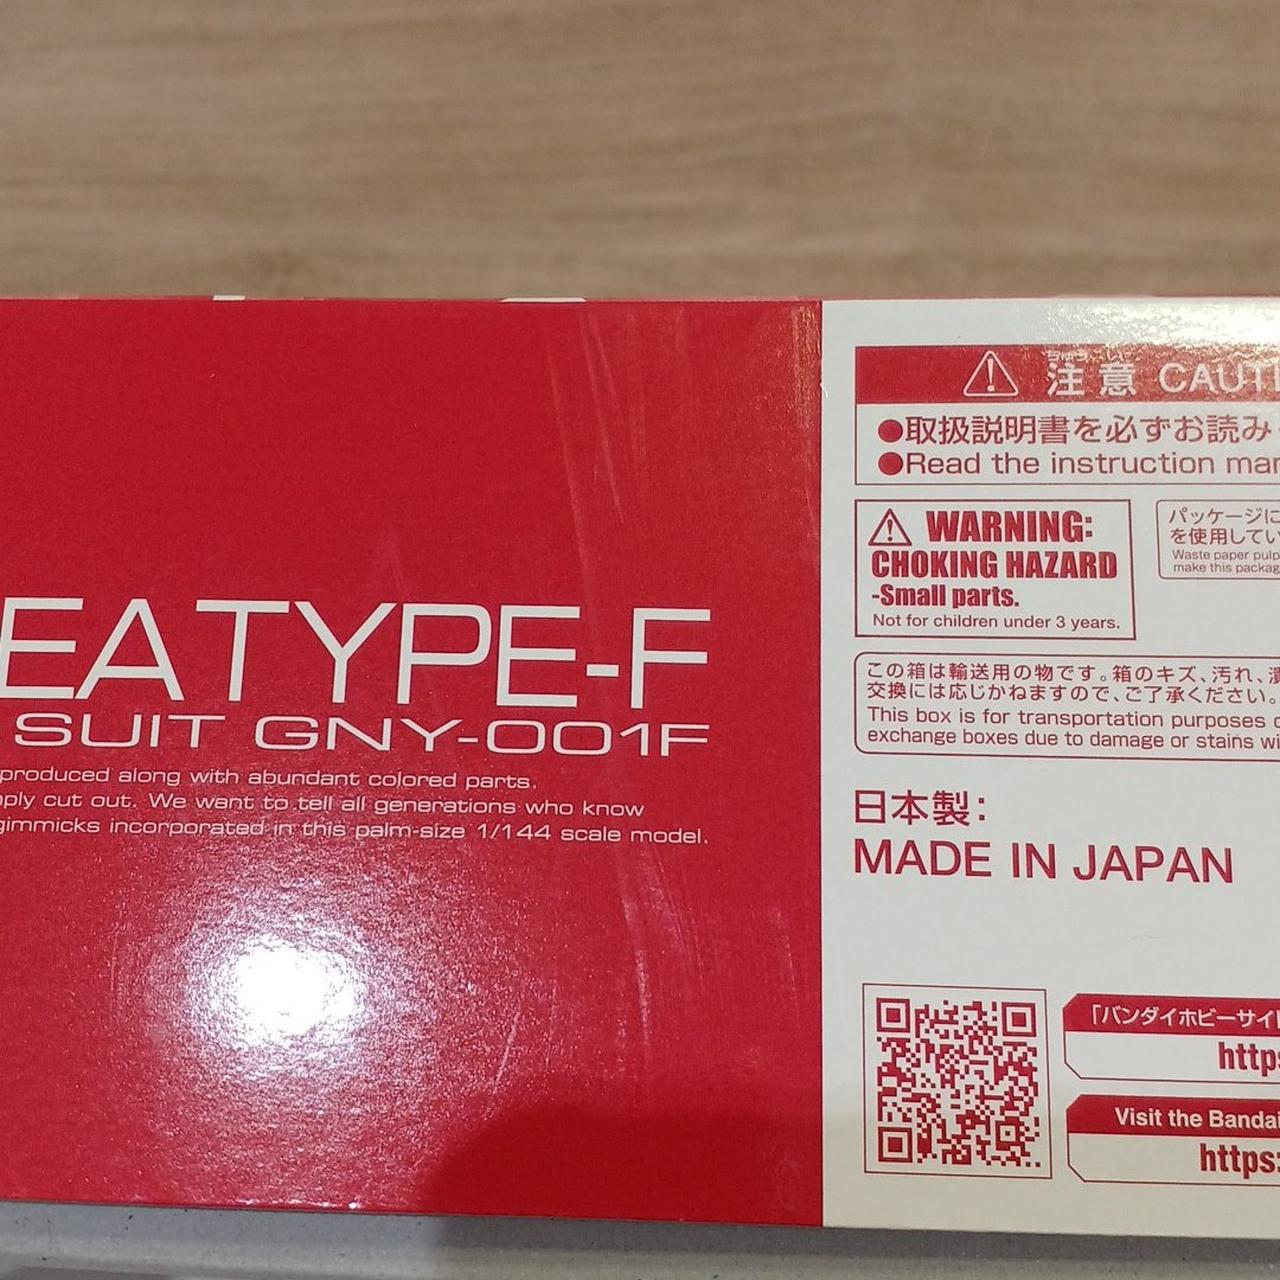 EATYPE-F
SUIT GNY-001F
produced along with abundant colored parts.
cut out. We want to tell all generations who know
gimmicks incorporated in this palm-size 1/144 scale model.
ちゅう い
注意 CAUTI
●取扱説明書を必ずお読み
●Read the instruction
WARNING:
CHOKING HAZARD
-Small parts.
Not for children under 3 years.
パッケージに
を使用してい
Waste paper pulp
make this packag
この箱は輸送用の物です。箱のキズ、汚れ、
交換には応じかねますので、ご了承ください。
This box is for transportation purposes
exchange boxes due to damage or stains
日本製:
MADE IN JAPAN
「バンダイホビーサイ
https
Visit the Bandai
https: